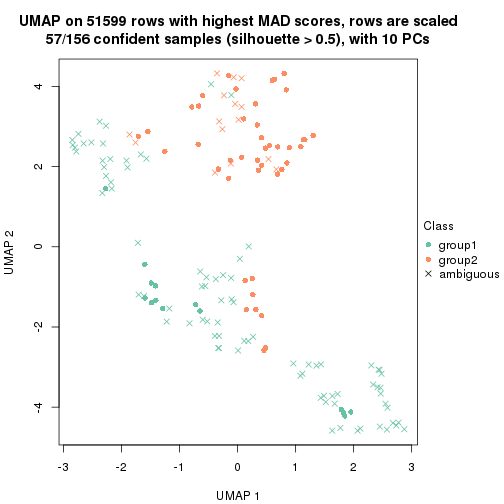 UMAP on 51599 rows with highest MAD scores, rows are scaled
57/156 confident samples (silhouette > 0.5), with 10 PCs
4
2
0
-2
-4
UMAP 2
-3
-2
-1
0
1
2
3
UMAP 1
Class
group1
group2
ambiguous